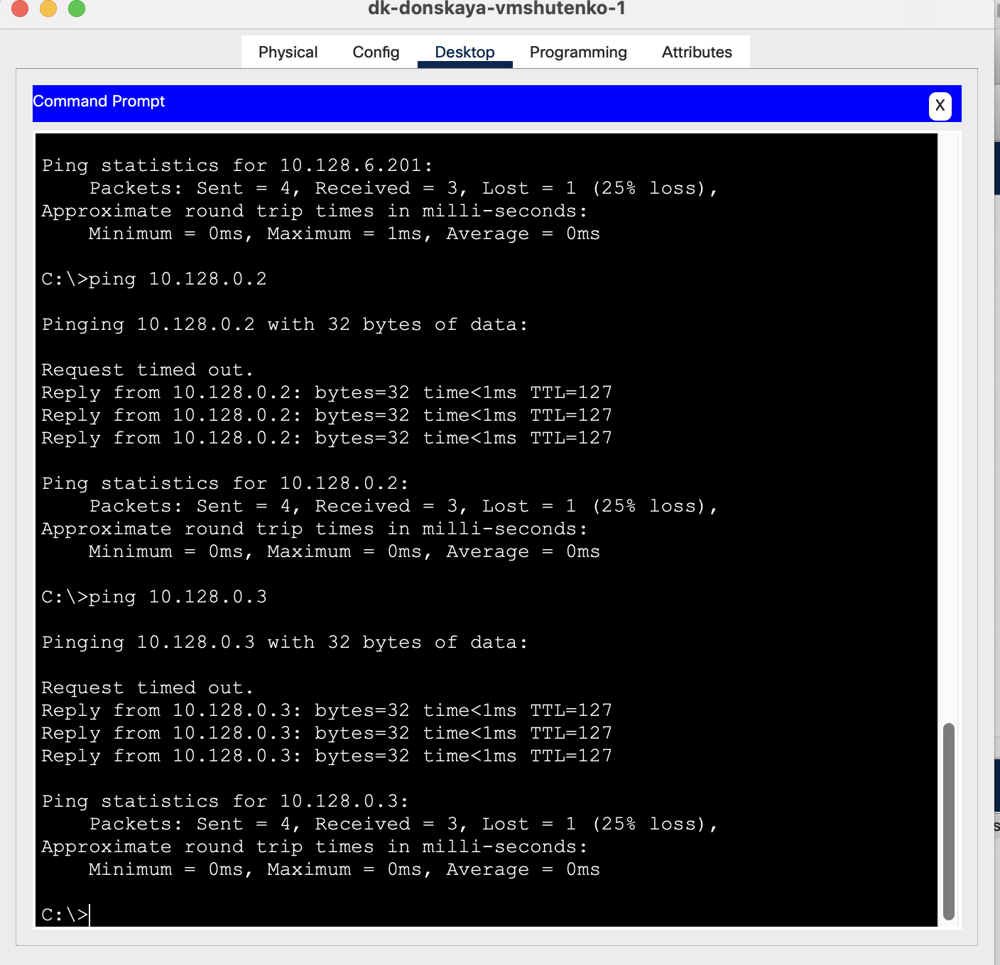 dk-donskaya-vmshutenko-1
Physical Config Desktop Programming Attributes
Command Prompt X
Ping statistics for 10.128.6.201:
    Packets: Sent = 4, Received = 3, Lost = 1 (25% loss),
Approximate round trip times in milli-seconds:
    Minimum = 0ms, Maximum = 1ms, Average = 0ms
C:\>ping 10.128.0.2
Pinging 10.128.0.2 with 32 bytes of data:
Request timed out.
Reply from 10.128.0.2: bytes=32 time<1ms TTL=127
Reply from 10.128.0.2: bytes=32 time<1ms TTL=127
Reply from 10.128.0.2: bytes=32 time<1ms TTL=127
Ping statistics for 10.128.0.2:
    Packets: Sent = 4, Received = 3, Lost = 1 (25% loss),
Approximate round trip times in milli-seconds:
    Minimum = 0ms, Maximum = 0ms, Average = 0ms
C:\>ping 10.128.0.3
Pinging 10.128.0.3 with 32 bytes of data:
Request timed out.
Reply from 10.128.0.3: bytes=32 time<1ms TTL=127
Reply from 10.128.0.3: bytes=32 time<1ms TTL=127
Reply from 10.128.0.3: bytes=32 time<1ms TTL=127
Ping statistics for 10.128.0.3:
    Packets: Sent = 4, Received = 3, Lost = 1 (25% loss),
Approximate round trip times in milli-seconds:
    Minimum = 0ms, Maximum = 0ms, Average = 0ms
C:\>